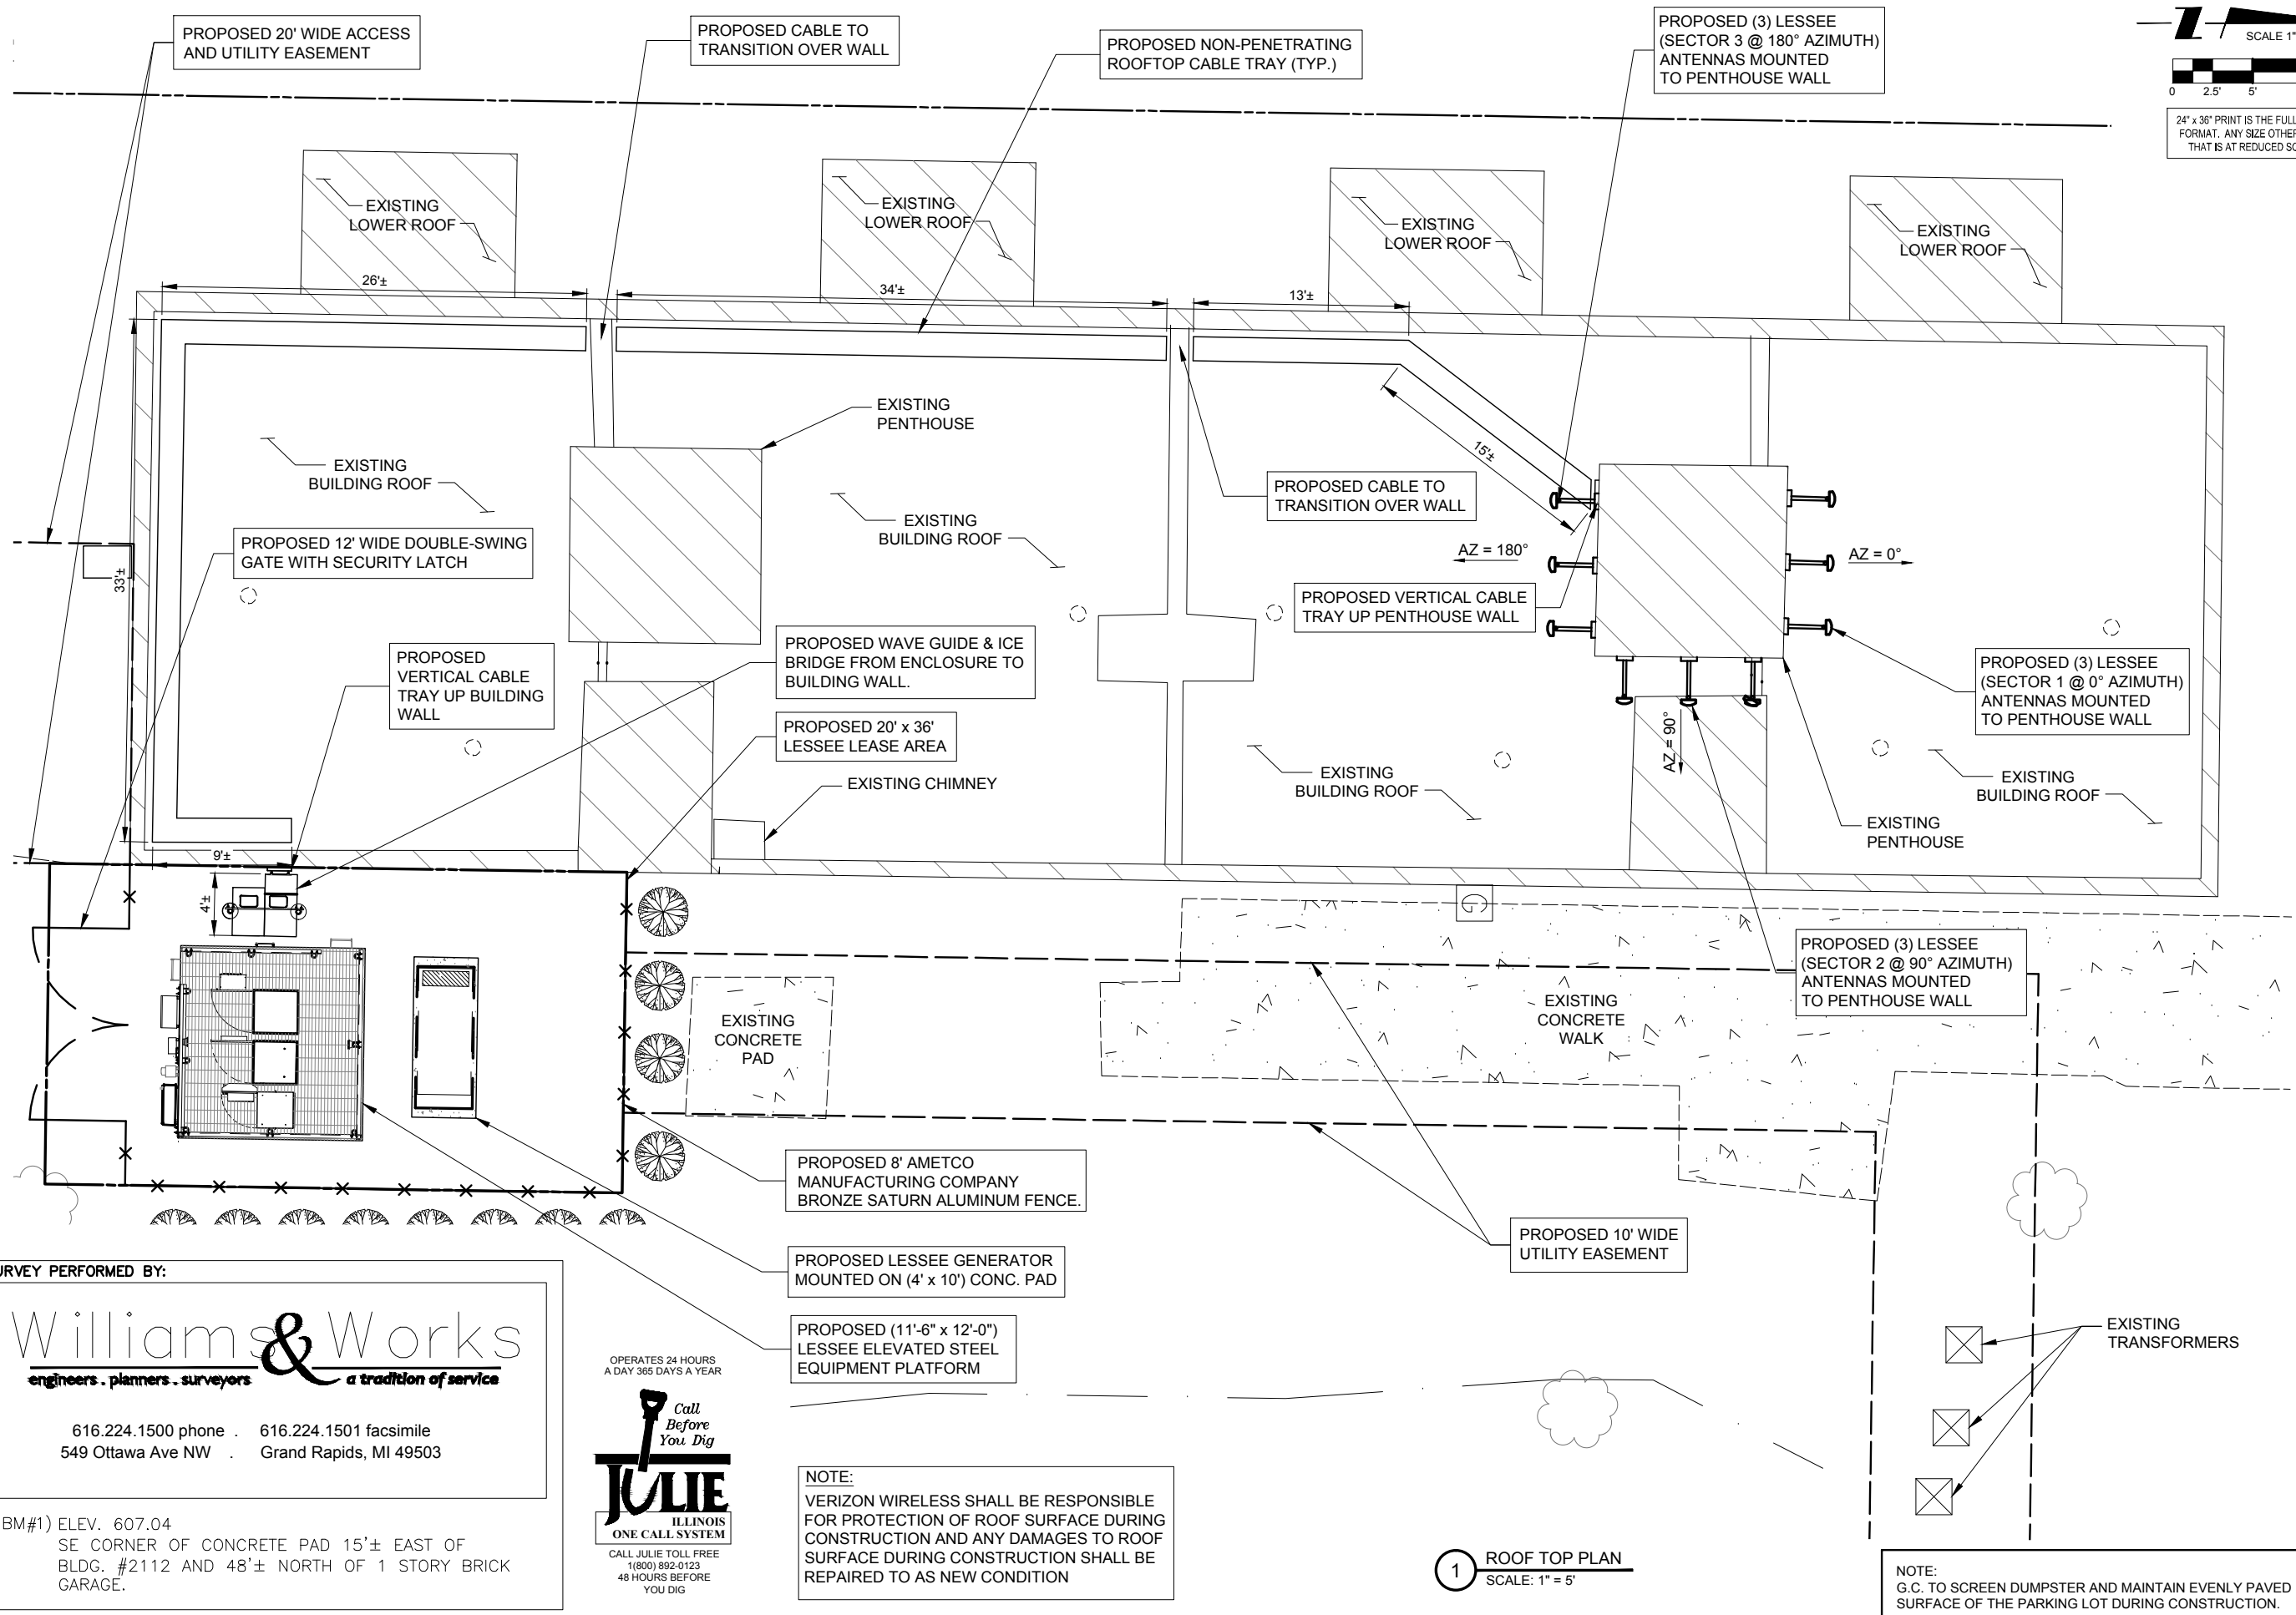 PROPOSED 20' WIDE ACCESS
AND UTILITY EASEMENT
PROPOSED CABLE TO
TRANSITION OVER WALL
PROPOSED NON-PENETRATING
ROOFTOP CABLE TRAY (TYP.)
PROPOSED (3) LESSEE
(SECTOR 3 @ 180° AZIMUTH)
ANTENNAS MOUNTED
TO PENTHOUSE WALL
SCALE 1"
0 2.5' 5'
24" x 36" PRINT IS THE FULL
FORMAT. ANY SIZE OTHER
THAT IS AT REDUCED SC
EXISTING
LOWER ROOF
EXISTING
LOWER ROOF
EXISTING
LOWER ROOF
EXISTING
LOWER ROOF
26'±
34'±
13'±
EXISTING
PENTHOUSE
EXISTING
BUILDING ROOF
15'±
PROPOSED CABLE TO
TRANSITION OVER WALL
EXISTING
BUILDING ROOF
PROPOSED 12' WIDE DOUBLE-SWING
GATE WITH SECURITY LATCH
33'±
AZ = 180°
AZ = 0°
PROPOSED VERTICAL CABLE
TRAY UP PENTHOUSE WALL
PROPOSED
VERTICAL CABLE
TRAY UP BUILDING
WALL
PROPOSED WAVE GUIDE & ICE
BRIDGE FROM ENCLOSURE TO
BUILDING WALL.
PROPOSED (3) LESSEE
(SECTOR 1 @ 0° AZIMUTH)
ANTENNAS MOUNTED
TO PENTHOUSE WALL
PROPOSED 20' x 36'
LESSEE LEASE AREA
AZ = 90°
EXISTING CHIMNEY
EXISTING
BUILDING ROOF
EXISTING
BUILDING ROOF
EXISTING
PENTHOUSE
9'±
4'±
G
PROPOSED (3) LESSEE
(SECTOR 2 @ 90° AZIMUTH)
ANTENNAS MOUNTED
TO PENTHOUSE WALL
EXISTING
CONCRETE
PAD
EXISTING
CONCRETE
WALK
PROPOSED 8' AMETCO
MANUFACTURING COMPANY
BRONZE SATURN ALUMINUM FENCE.
PROPOSED 10' WIDE
UTILITY EASEMENT
PROPOSED LESSEE GENERATOR
MOUNTED ON (4' x 10') CONC. PAD
PROPOSED (11'-6" x 12'-0")
LESSEE ELEVATED STEEL
EQUIPMENT PLATFORM
EXISTING
TRANSFORMERS
URVEY PERFORMED BY:
Williams & Works
engineers . planners . surveyors a tradition of service
616.224.1500 phone . 616.224.1501 facsimile
549 Ottawa Ave NW . Grand Rapids, MI 49503
BM#1) ELEV. 607.04
SE CORNER OF CONCRETE PAD 15'± EAST OF
BLDG. #2112 AND 48'± NORTH OF 1 STORY BRICK
GARAGE.
OPERATES 24 HOURS
A DAY 365 DAYS A YEAR
Call
Before
You Dig
JULIE
ILLINOIS
ONE CALL SYSTEM
CALL JULIE TOLL FREE
1(800) 892-0123
48 HOURS BEFORE
YOU DIG
NOTE:
VERIZON WIRELESS SHALL BE RESPONSIBLE
FOR PROTECTION OF ROOF SURFACE DURING
CONSTRUCTION AND ANY DAMAGES TO ROOF
SURFACE DURING CONSTRUCTION SHALL BE
REPAIRED TO AS NEW CONDITION
1 ROOF TOP PLAN
SCALE: 1" = 5'
NOTE:
G.C. TO SCREEN DUMPSTER AND MAINTAIN EVENLY PAVED
SURFACE OF THE PARKING LOT DURING CONSTRUCTION.